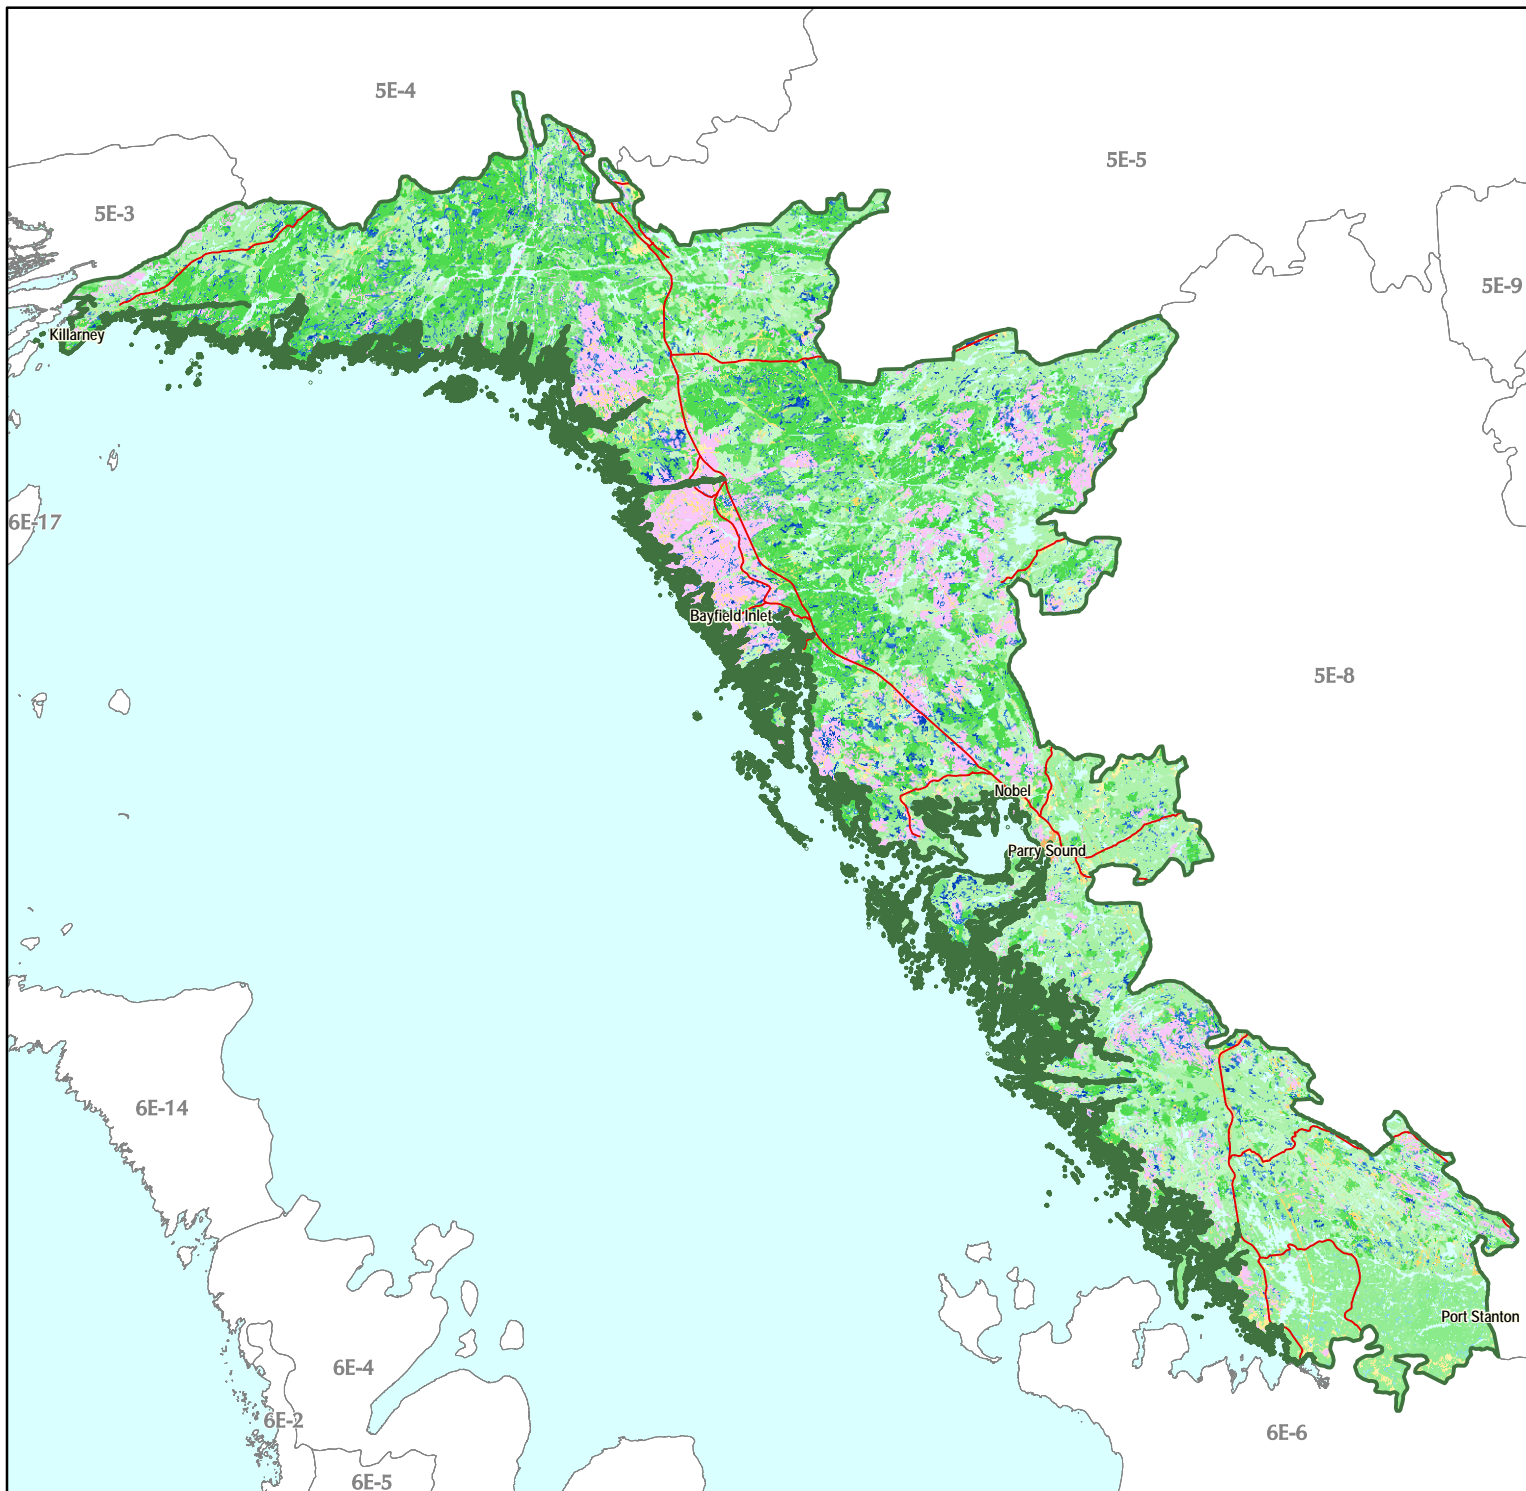 5E-4
5E-5
5E-3
5E-9
Killarney
6E-17
Bayfield Inlet
5E-8
Nobel
Parry Sound
6E-14
Port Stanton
6E-4
6E-2
6E-6
6E-5